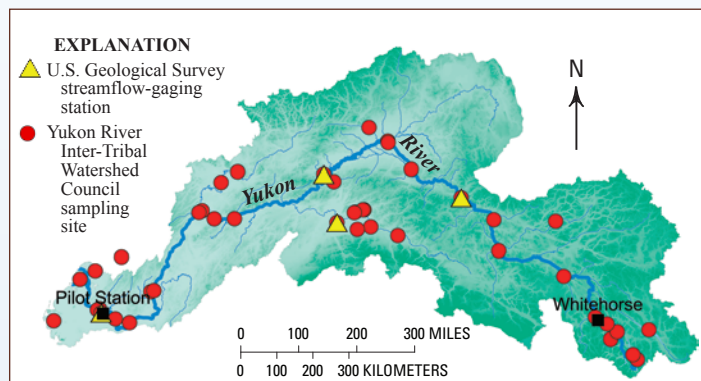 EXPLANATION
U.S. Geological Survey
streamflow-gaging
station
Yukon River
Inter-Tribal
Watershed
Council
sampling
site
N
Yukon
River
Pilot Station
Whitehorse
0 100 200 300 MILES
0 100 200 300 KILOMETERS